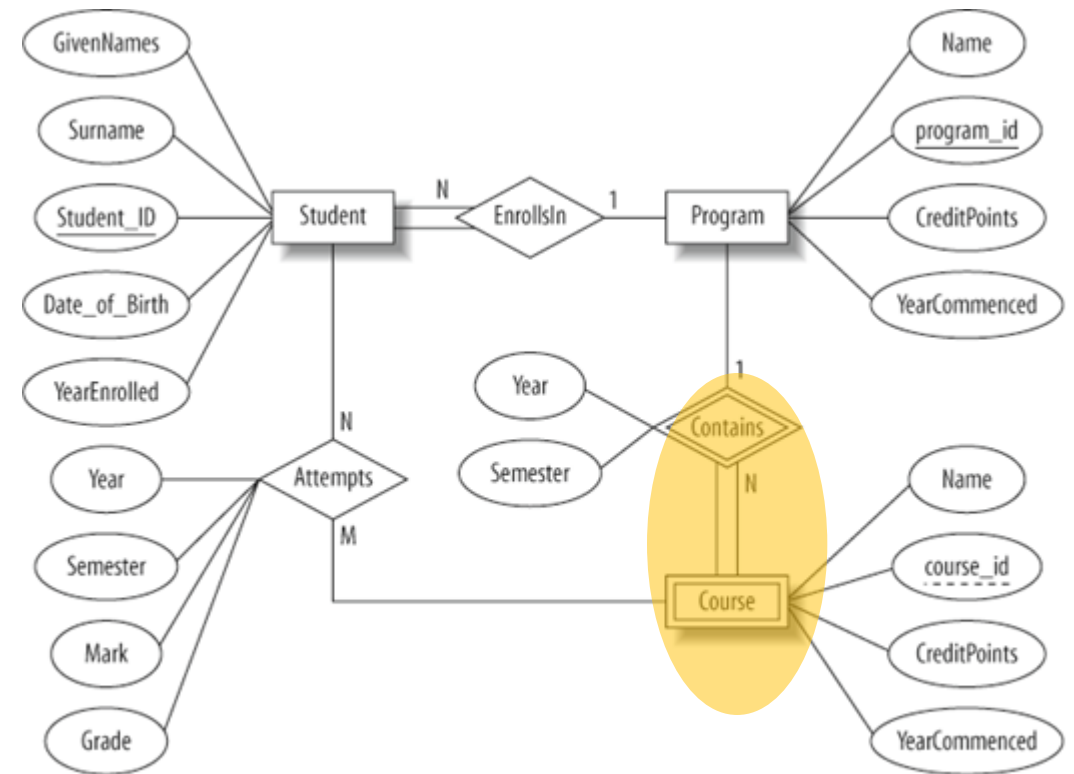 GivenNames
Name
Surname
program_id
Student
N
EnrollsIn
1
Program
Student_ID
CreditPoints
Date_of_Birth
YearCommenced
YearEnrolled
Year
1
N
Contains
Semester
Year
Attempts
N
Name
M
Semester
course_id
Course
Mark
CreditPoints
Grade
YearCommenced